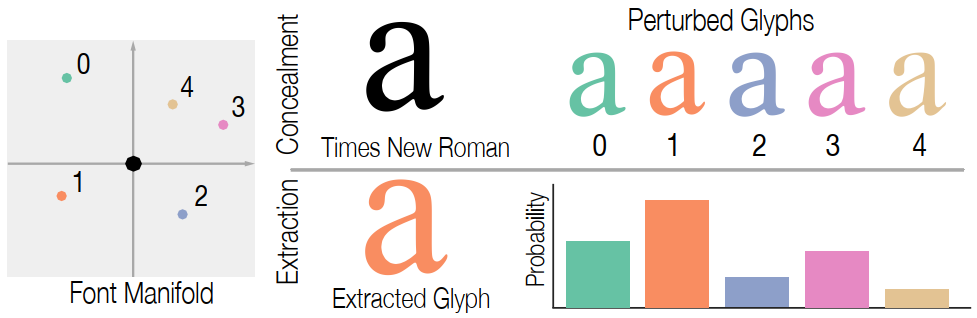 0
4
3
1
2
Font Manifold
Concealment
a
Times New Roman
Perturbed Glyphs
a a a a a
0 1 2 3 4
Extraction
a
Extracted Glyph
Probability